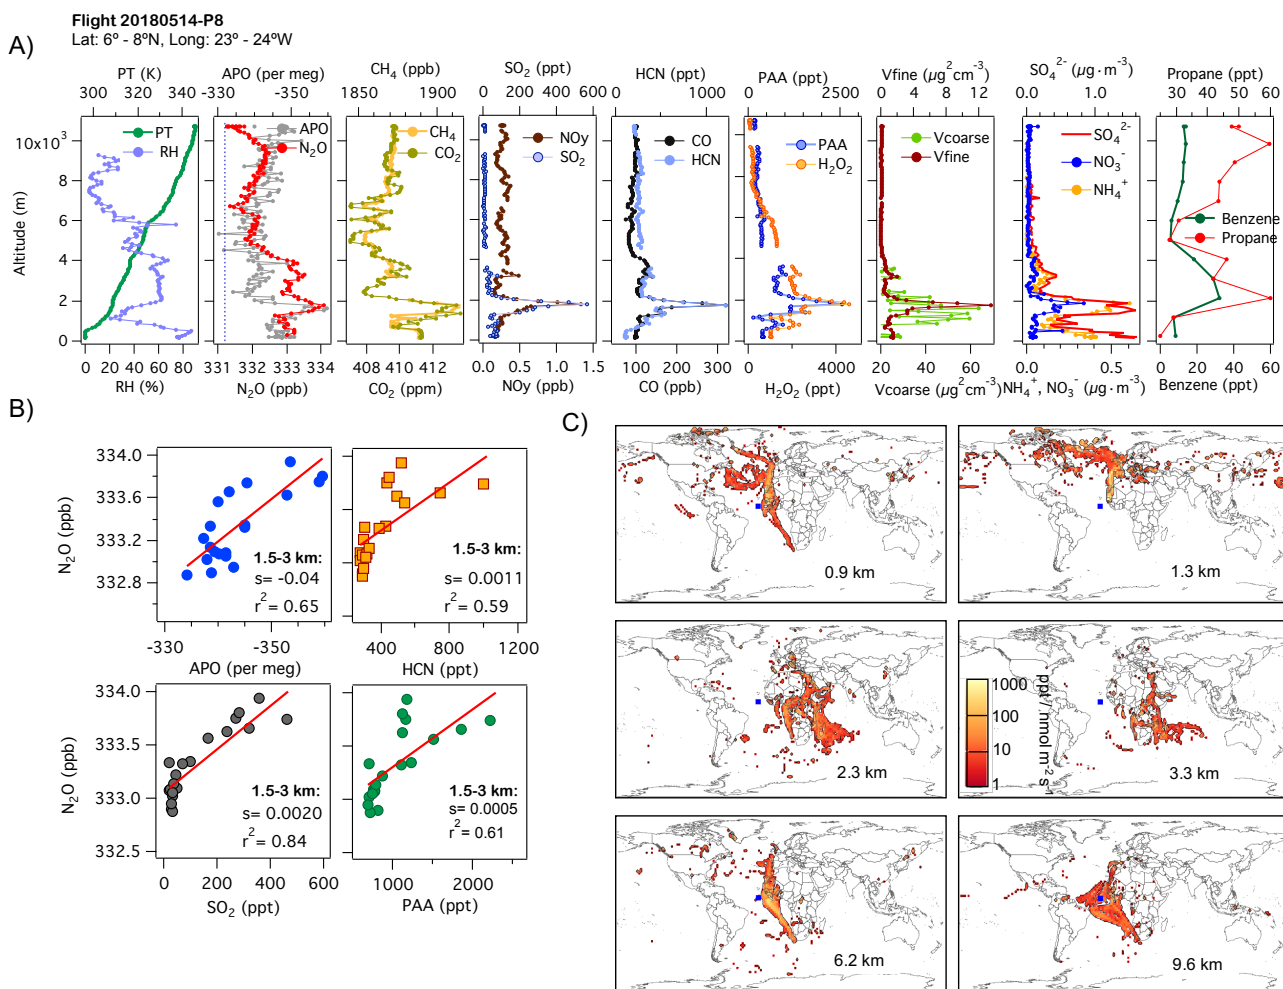 Flight 20180514-P8
Lat: 6º - 8ºN, Long: 23º - 24ºW
A)
PT (K)
300 320 340
PT
RH
10x10³
8
6
4
2
0
Altitude (m)
0 20 40 60 80
RH (%)
APO (per meg)
-330 -350
APO
N₂O
331 332 333 334
N₂O (ppb)
CH₄ (ppb)
1850 1900
CH₄
CO₂
408 410 412
CO₂ (ppm)
SO₂ (ppt)
0 200 400 600
NOy
SO₂
0.0 0.5 1.0 1.5
NOy (ppb)
HCN (ppt)
0 1000
CO
HCN
100 200 300
CO (ppb)
PAA (ppt)
0 2500
PAA
H₂O₂
0 2000 4000
H₂O₂ (ppt)
Vfine (µg²cm⁻³)
0 4 8 12
Vcoarse
Vfine
20 40 60
Vcoarse (µg²cm⁻³)
SO₄²⁻ (µg·m⁻³)
0.0 1.0
SO₄²⁻
NO₃⁻
NH₄⁺
0.0 0.2 0.4 0.6
NH₄⁺, NO₃⁻ (µg·m⁻³)
Propane (ppt)
30 40 50 60
Benzene
Propane
0 20 40 60
Benzene (ppt)
B)
334.0
333.6
333.2
332.8
N₂O (ppb)
1.5-3 km:
s= -0.04
r²= 0.65
-330 -350
APO (per meg)
1.5-3 km:
s= 0.0011
r²= 0.59
400 800 1200
HCN (ppt)
334.0
333.5
333.0
332.5
N₂O (ppb)
1.5-3 km:
s= 0.0020
r²= 0.84
0 200 400 600
SO₂ (ppt)
1.5-3 km:
s= 0.0005
r²= 0.61
1000 2000
PAA (ppt)
C)
0.9 km
1.3 km
2.3 km
1000
100
10
1
ppt / nmol m⁻² s⁻¹
3.3 km
6.2 km
9.6 km